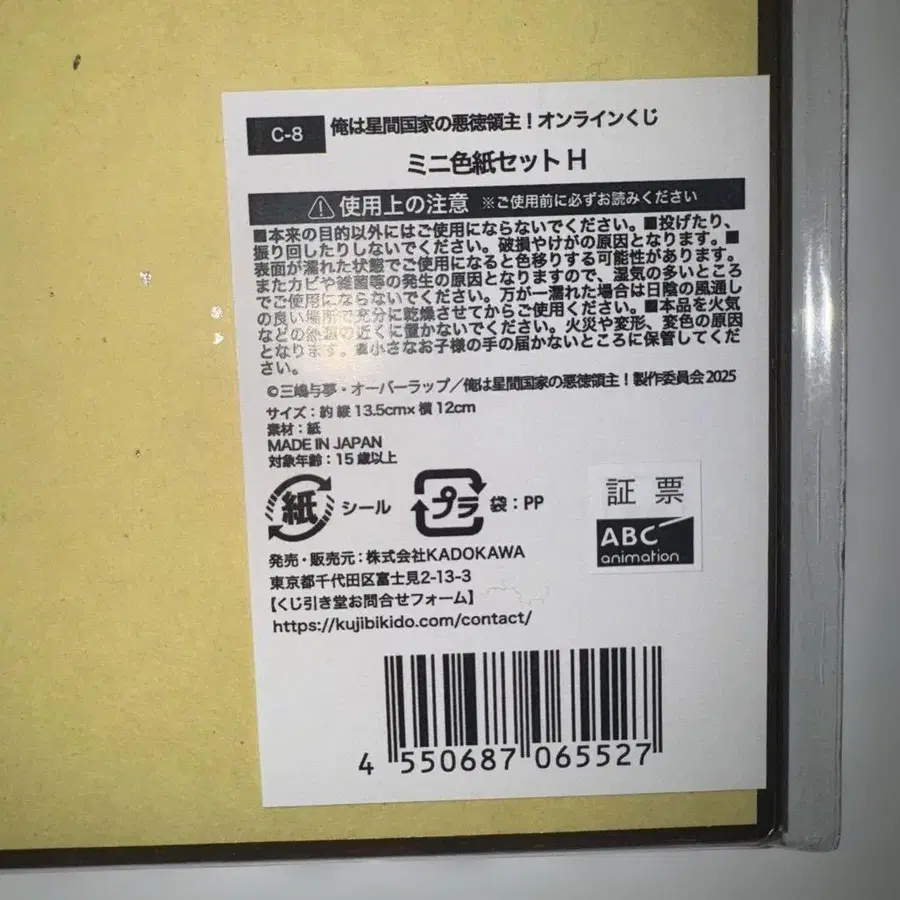 C-8 俺は星間国家の悪徳領主！オンラインくじ
ミニ色紙セット H
使用上の注意 ※ご使用前に必ずお読みください
■本来の目的以外にはご使用にならないでください。■投げたり、
振り回したりしないでください。破損やけがの原因となります。■
表面が濡れた状態でご使用になると色移りする可能性があります。
またカビや雑菌等の発生の原因となりますので、湿気の多いところ
でご使用にならないでください。万が一濡れた場合は日陰の風通し
の良い場所で充分に乾燥させてからご使用ください。■本品を火気
などの熱源の近くに置かないでください。火災や変形、変色の原因
となります。■小さなお子様の手の届かないところに保管してくだ
さい。
©三嶋与夢・オーバーラップ／俺は星間国家の悪徳領主！製作委員会 2025
サイズ：約 縦 13.5cm× 横 12cm
素材：紙
MADE IN JAPAN
対象年齢：15 歳以上
紙 シール プラ 袋：PP
証 票
ABC
animation
発売・販売元：株式会社KADOKAWA
東京都千代田区富士見2-13-3
【くじ引き堂お問合せフォーム】
https://kujibikido.com/contact/
4 550687 065527